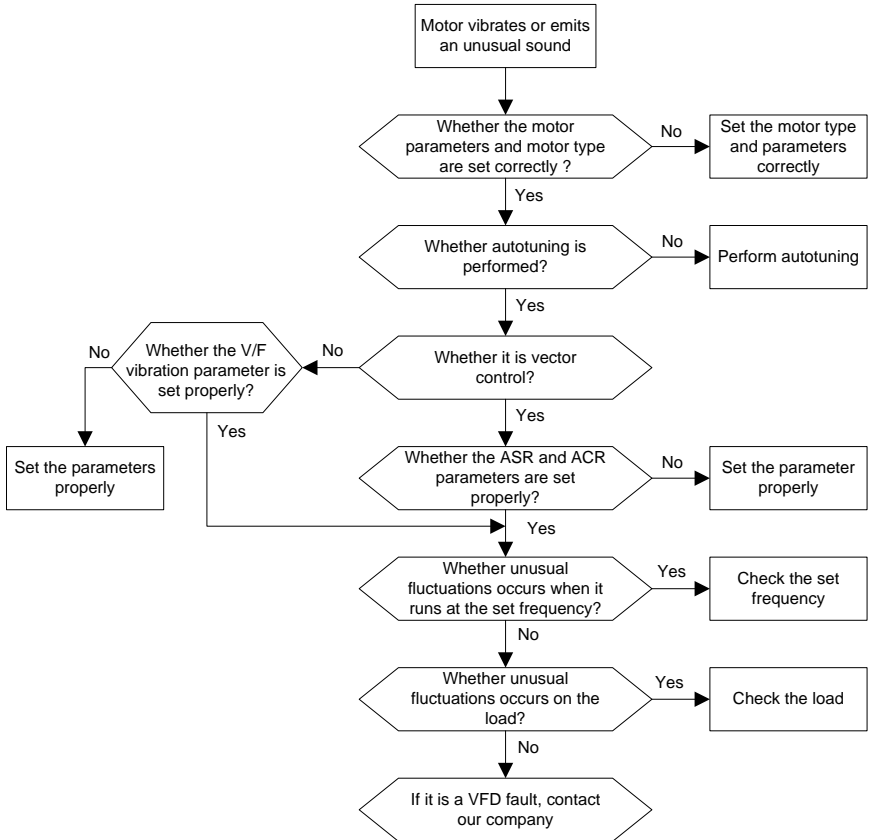 Motor vibrates or emits
an unusual sound
Whether the motor
parameters and motor type
are set correctly ?
No
Set the motor type
and parameters
correctly
Yes
Whether autotuning is
performed?
No
Perform autotuning
Yes
Whether it is vector
control?
No
Whether the V/F
vibration parameter is
set properly?
No
Set the parameters
properly
Yes
Yes
Whether the ASR and ACR
parameters are set
properly?
No
Set the parameter
properly
Yes
Whether unusual
fluctuations occurs when it
runs at the set frequency?
Yes
Check the set
frequency
No
Whether unusual
fluctuations occurs on the
load?
Yes
Check the load
No
If it is a VFD fault, contact
our company